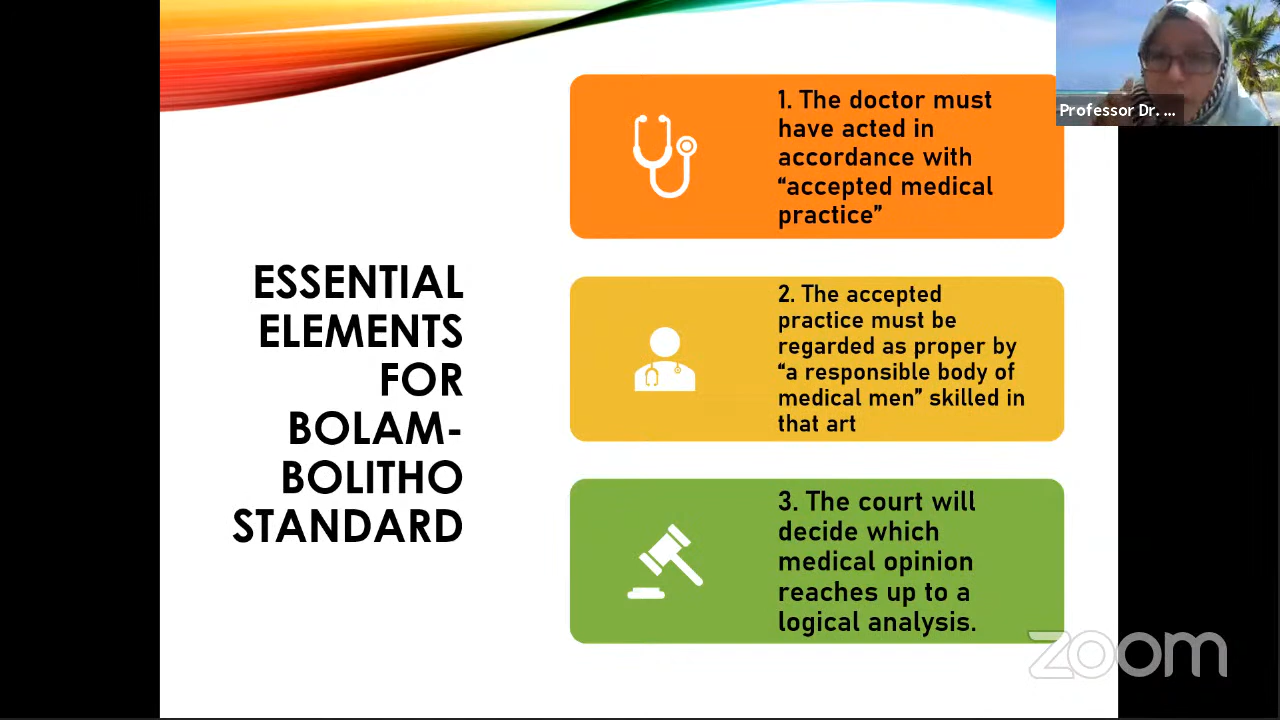 ESSENTIAL
ELEMENTS
FOR
BOLAM-
BOLITHO
STANDARD
1. The doctor must
have acted in
accordance with
“accepted medical
practice”
2. The accepted
practice must be
regarded as proper by
“a responsible body of
medical men” skilled in
that art
3. The court will
decide which
medical opinion
reaches up to a
logical analysis.
Professor Dr. ...
zoom